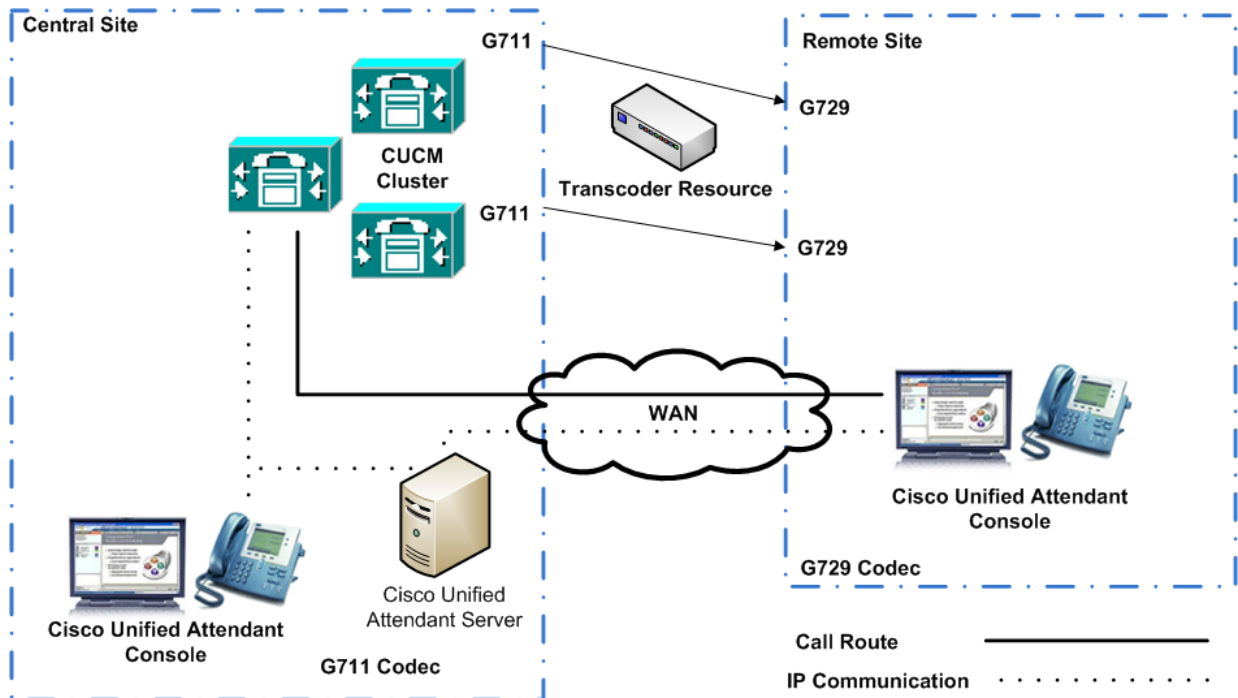 Central Site
G711
Remote Site
G729
CUCM
Cluster
Transcoder Resource
G711
G729
WAN
Cisco Unified Attendant
Console
Cisco Unified
Attendant Server
Cisco Unified Attendant
Console
G711 Codec
G729 Codec
Call Route
IP Communication